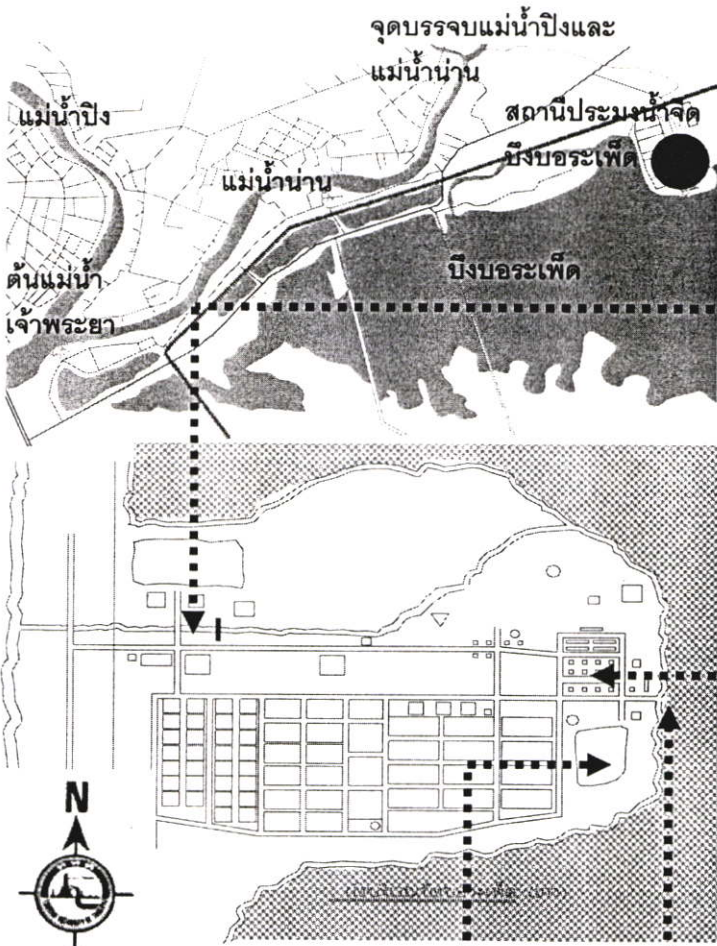 จุดบรรจบแม่น้ำปิงและ
แม่น้ำน่าน
แม่น้ำปิง
สถานีประมงน้ำจืด
บึงบอระเพ็ด
แม่น้ำน่าน
บึงบอระเพ็ด
ต้นแม่น้ำ
เจ้าพระยา
N